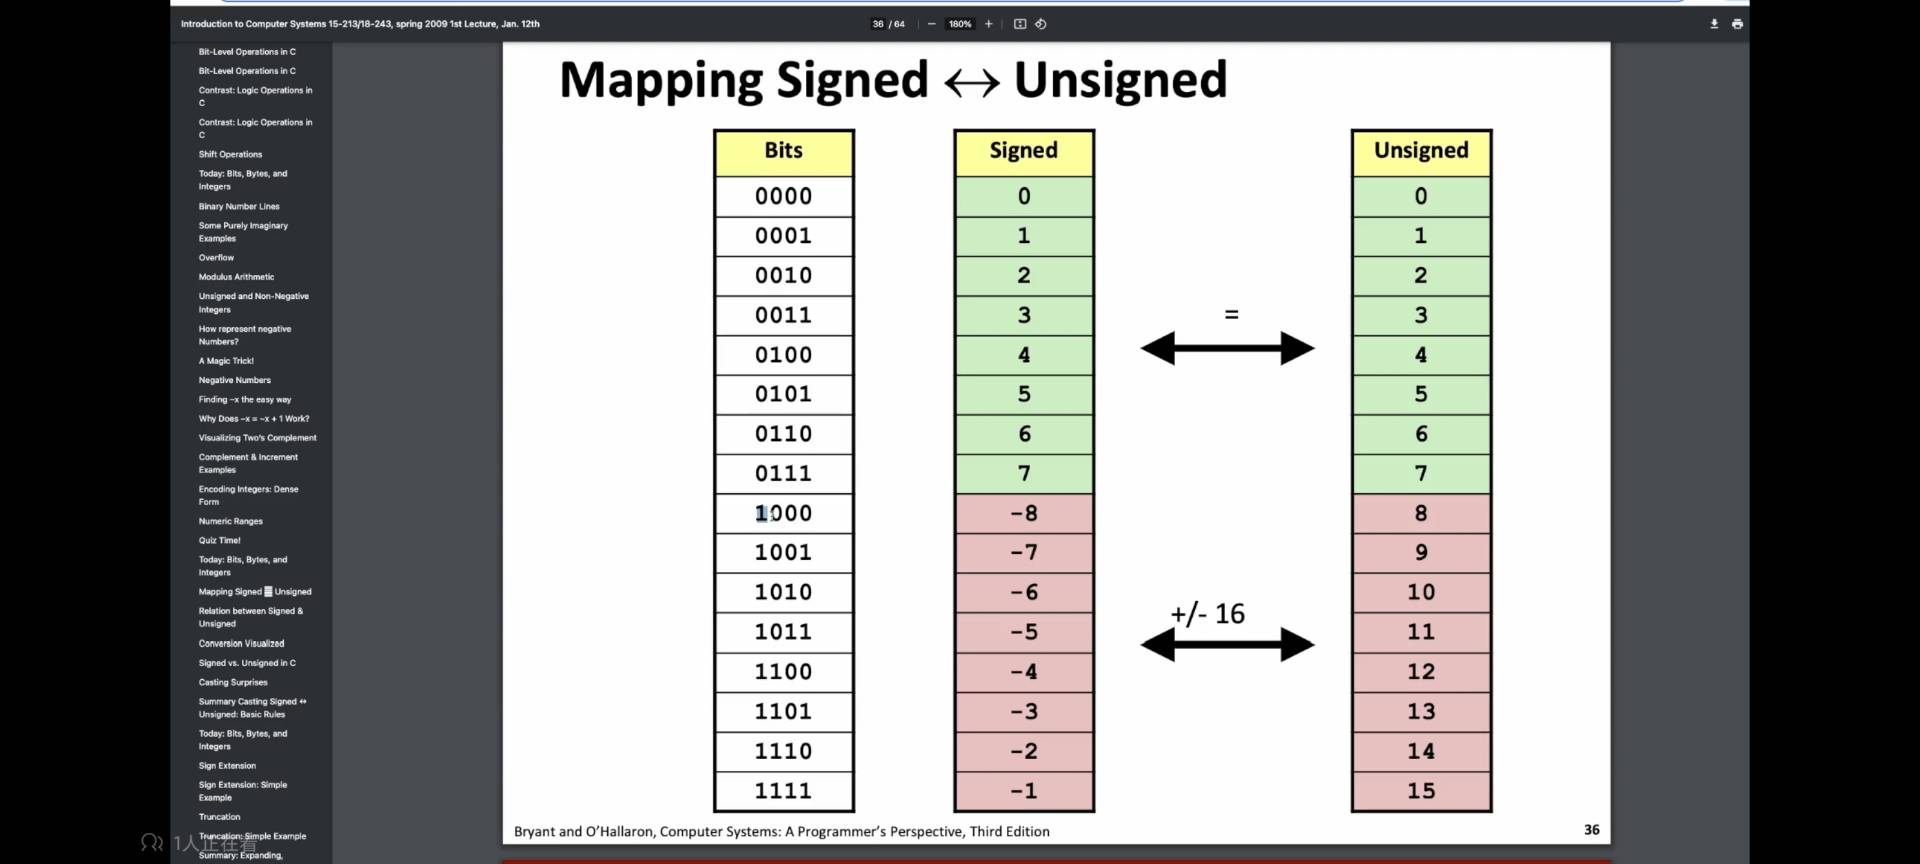 Introduction to Computer Systems 15-213/18-243, spring 2009 1st Lecture, Jan. 12th
36 / 64
180%
Bit-Level Operations in C
Bit-Level Operations in C
Contrast: Logic Operations in
C
Contrast: Logic Operations in
C
Shift Operations
Today: Bits, Bytes, and
Integers
Binary Number Lines
Some Purely Imaginary
Examples
Overflow
Modulus Arithmetic
Unsigned and Non-Negative
Integers
How represent negative
Numbers?
A Magic Trick!
Negative Numbers
Finding –x the easy way
Why Does –x = ~x + 1 Work?
Visualizing Two's Complement
Complement & Increment
Examples
Encoding Integers: Dense
Form
Numeric Ranges
Quiz Time!
Today: Bits, Bytes, and
Integers
Mapping Signed Unsigned
Relation between Signed &
Unsigned
Conversion Visualized
Signed vs. Unsigned in C
Casting Surprises
Summary Casting Signed ↔
Unsigned: Basic Rules
Today: Bits, Bytes, and
Integers
Sign Extension
Sign Extension: Simple
Example
Truncation
Truncation: Simple Example
Summary: Expanding,
1人正在看
Mapping Signed ↔ Unsigned
Bits Signed Unsigned
0000 0 0
0001 1 1
0010 2 2
0011 3 = 3
0100 4 4
0101 5 5
0110 6 6
0111 7 7
1000 -8 8
1001 -7 9
1010 -6 10
+/- 16
1011 -5 11
1100 -4 12
1101 -3 13
1110 -2 14
1111 -1 15
Bryant and O'Hallaron, Computer Systems: A Programmer's Perspective, Third Edition
36